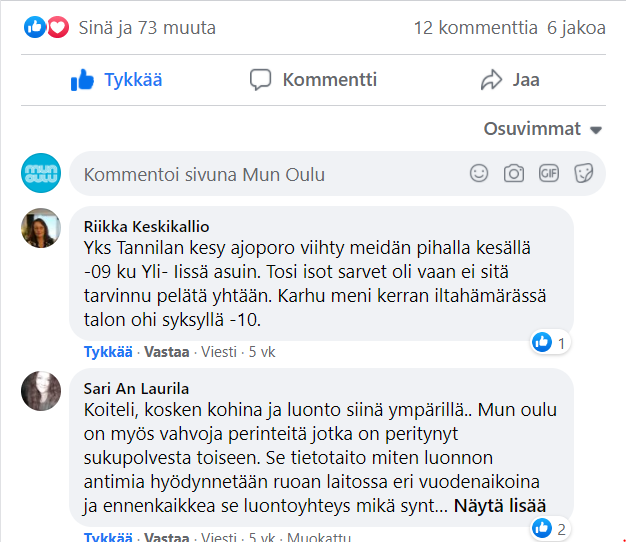 Sinä ja 73 muuta 12 kommenttia 6 jakoa
Tykkää Kommentti Jaa
Osuvimmat
mun oulu Kommentoi sivuna Mun Oulu GIF
Riikka Keskikallio
Yks Tannilan kesy ajoporo viihty meidän pihalla kesällä
-09 ku Yli- Iissä asuin. Tosi isot sarvet oli vaan ei sitä
tarvinnu pelätä yhtään. Karhu meni kerran iltahämärässä
talon ohi syksyllä -10.
Tykkää · Vastaa · Viesti · 5 vk 1
Sari An Laurila
Koiteli, kosken kohina ja luonto siinä ympärillä.. Mun oulu
on myös vahvoja perinteitä jotka on peritynyt
sukupolvesta toiseen. Se tietotaito miten luonnon
antimia hyödynnetään ruoan laitossa eri vuodenaikoina
ja ennenkaikkea se luontoyhteys mikä synt... Näytä lisää
Tykkää · Vastaa · Viesti · 5 vk · Muokattu 2